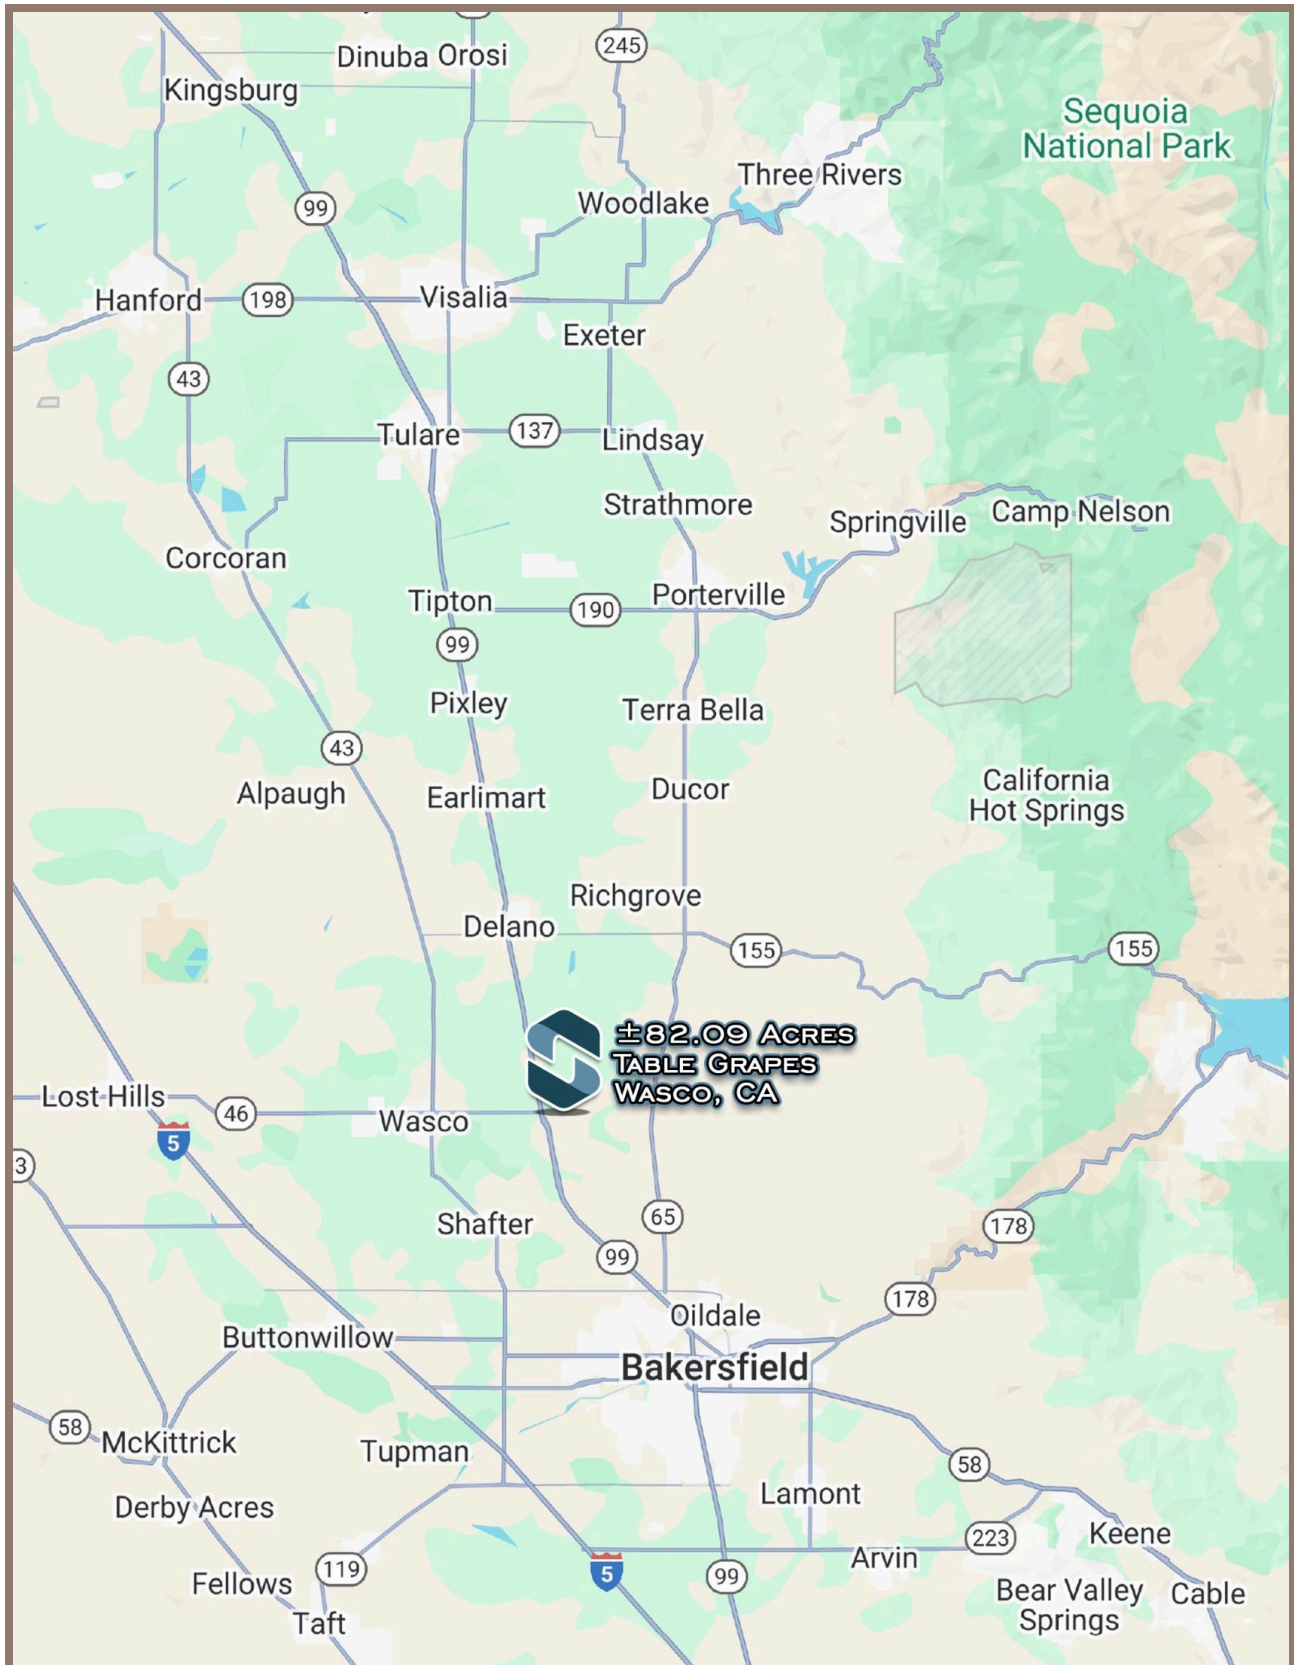 Dinuba
Orosi
245
Kingsburg
Sequoia
National Park
Three Rivers
Woodlake
99
Hanford
198
Visalia
Exeter
43
Tulare
137
Lindsay
Strathmore
Springville
Camp Nelson
Corcoran
Tipton
190
Porterville
99
Pixley
Terra Bella
43
Alpaugh
Earlimart
Ducor
California
Hot Springs
Richgrove
Delano
155
155
±82.09 Acres
Table Grapes
Wasco, CA
Lost Hills
46
Wasco
5
3
Shafter
65
178
99
178
Oildale
Buttonwillow
Bakersfield
58
McKittrick
Tupman
58
Derby Acres
Lamont
223
Keene
119
5
99
Arvin
Fellows
Bear Valley
Springs
Cable
Taft